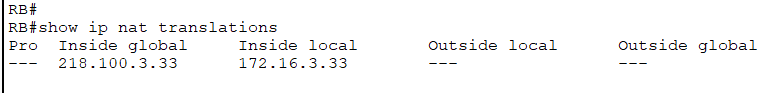 RB#
RB#show ip nat translations
Pro  Inside global     Inside local       Outside local      Outside global
---  218.100.3.33      172.16.3.33        ---                ---